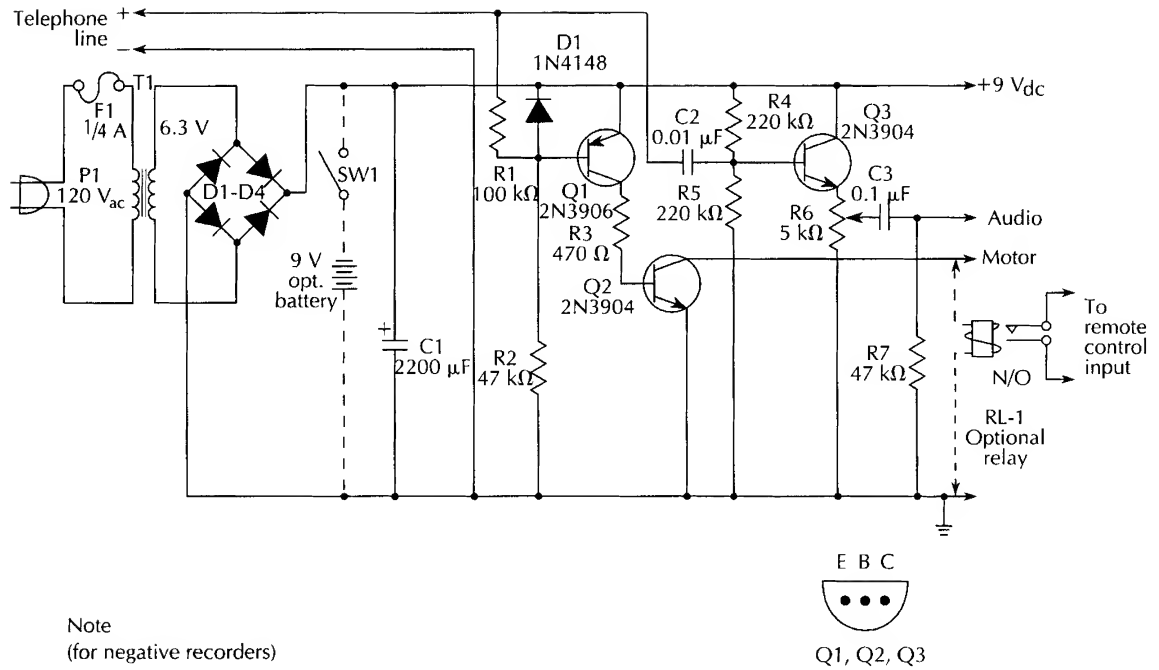 Telephone
line
+
–
D1
1N4148
F1
1/4 A
T1
6.3 V
P1
120 Vac
D1-D4
SW1
9 V
opt.
battery
+
C1
2200 μF
R1
100 kΩ
R2
47 kΩ
Q1
2N3906
R3
470 Ω
Q2
2N3904
C2
0.01 μF
R4
220 kΩ
R5
220 kΩ
Q3
2N3904
C3
0.1 μF
R6
5 kΩ
R7
47 kΩ
+9 Vdc
Audio
Motor
To
remote
control
input
N/O
RL-1
Optional
relay
E B C
Q1, Q2, Q3
Note
(for negative recorders)